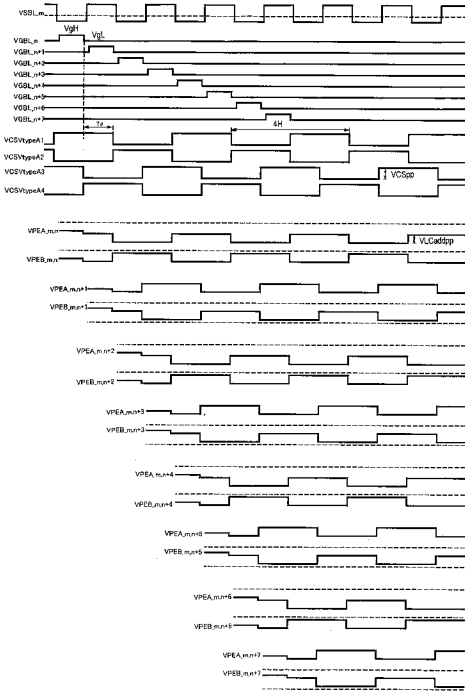 VSBL_m
VgH
VgL
VGBL_n
VGBL_n+1
VGBL_n+2
VGBL_n+3
VGBL_n+4
VGBL_n+5
VGBL_n+6
VGBL_n+7
Td
4H
VCSVtypeA1
VCSVtypeA2
VCSVtypeA3
VCSpp
VCSVtypeA4
VPEA_m,n
VLCaddpp
VPEB_m,n
VPEA_m,n+1
VPEB_m,n+1
VPEA_m,n+2
VPEB_m,n+2
VPEA_m,n+3
VPEB_m,n+3
VPEA_m,n+4
VPEB_m,n+4
VPEA_m,n+5
VPEB_m,n+5
VPEA_m,n+6
VPEB_m,n+6
VPEA_m,n+7
VPEB_m,n+7